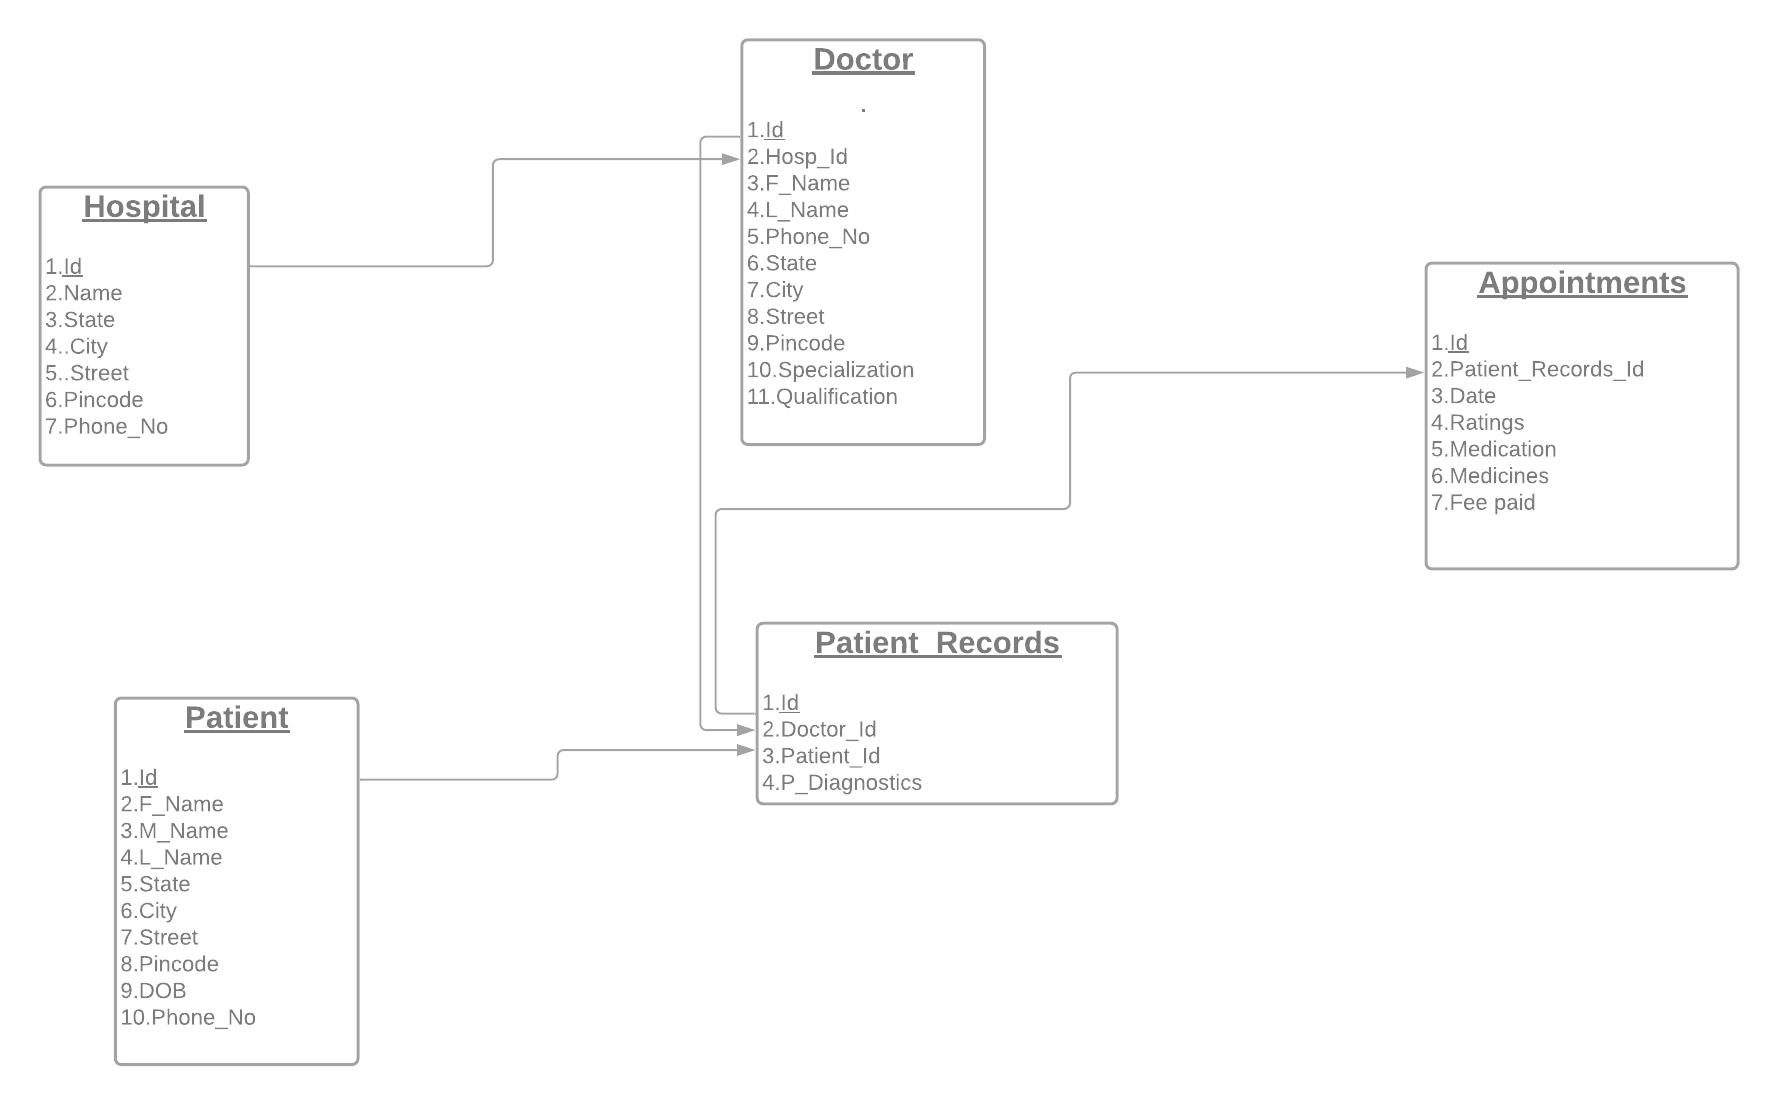 Doctor
.
1.Id
2.Hosp_Id
3.F_Name
4.L_Name
5.Phone_No
6.State
7.City
8.Street
9.Pincode
10.Specialization
11.Qualification
Hospital
1.Id
2.Name
3.State
4..City
5..Street
6.Pincode
7.Phone_No
Appointments
1.Id
2.Patient_Records_Id
3.Date
4.Ratings
5.Medication
6.Medicines
7.Fee paid
Patient_Records
1.Id
2.Doctor_Id
3.Patient_Id
4.P_Diagnostics
Patient
1.Id
2.F_Name
3.M_Name
4.L_Name
5.State
6.City
7.Street
8.Pincode
9.DOB
10.Phone_No